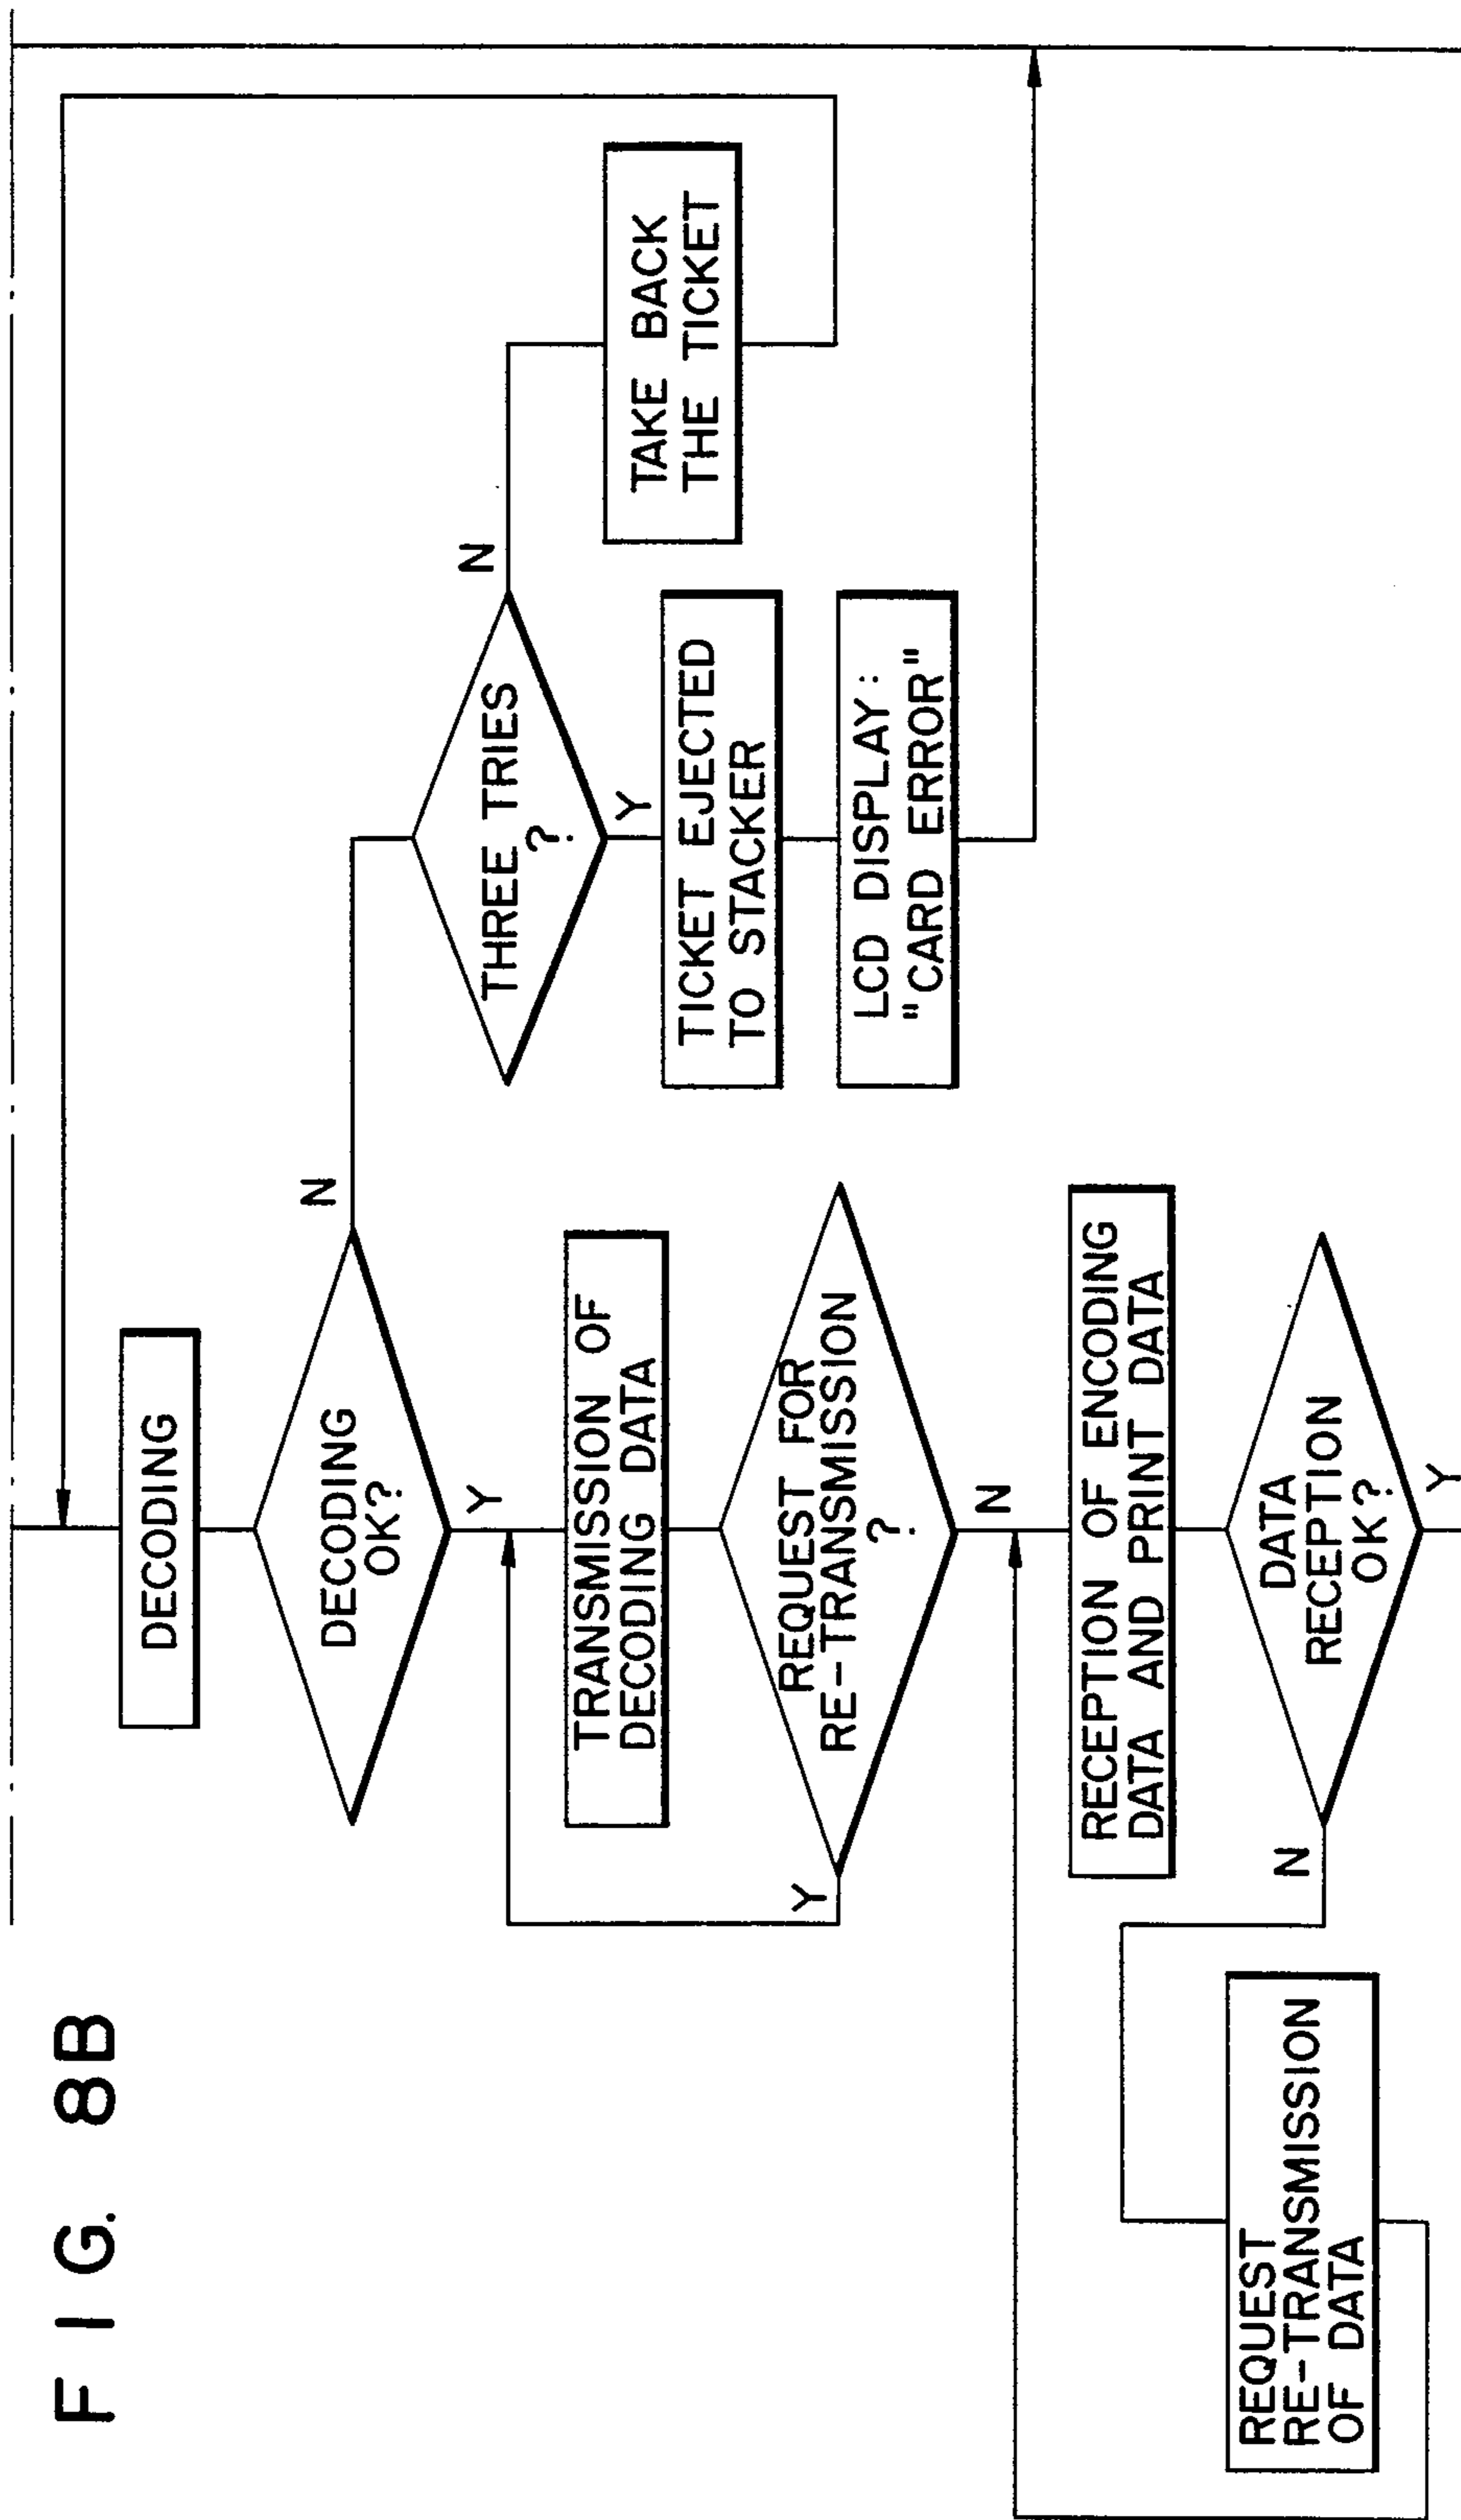 FIG. 8B
DECODING
DECODING
OK?
N
Y
THREE TRIES
?
N
Y
TAKE BACK
THE TICKET
TICKET EJECTED
TO STACKER
LCD DISPLAY:
"CARD ERROR"
TRANSMISSION OF
DECODING DATA
REQUEST FOR
RE-TRANSMISSION
?
Y
N
RECEPTION OF ENCODING
DATA AND PRINT DATA
DATA
RECEPTION
OK?
N
Y
REQUEST
RE-TRANSMISSION
OF DATA